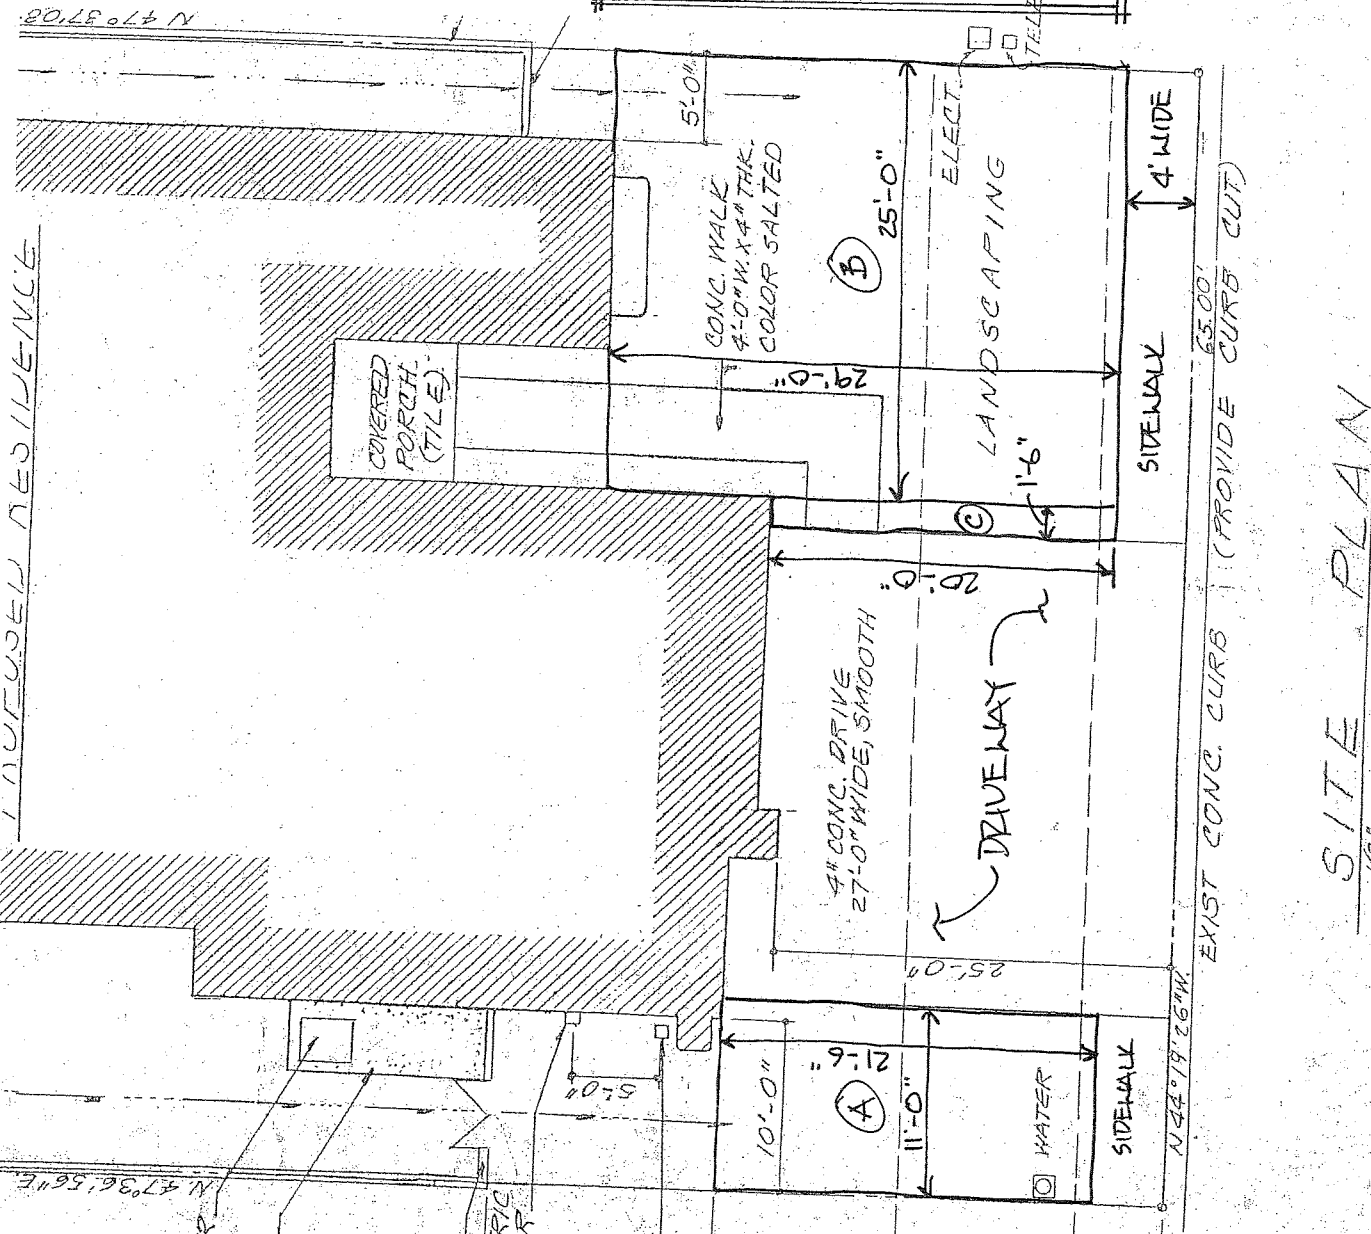 N 47°37'08
TELE
5'-0"
ELECT.
4' WIDE
CONC. WALK
4'-0" W. X 4" THK.
COLOR SALTED
B
25'-0"
LANDSCAPING
COVERED
PORCH.
(TILE)
29'-0"
SIDEWALK
65.00'
EXIST CONC. CURB (PROVIDE CURB CUT)
C
1'-6"
20'-0"
4" CONC. DRIVE
27'-0" WIDE, SMOOTH
DRIVEWAY
SITE PLAN
25'-0"
N 44°19'26" W.
5'-0"
10'-0"
21'-6"
A
11'-0"
WATER
SIDEWALK
N 47°36'56" E.
RIC
R
R